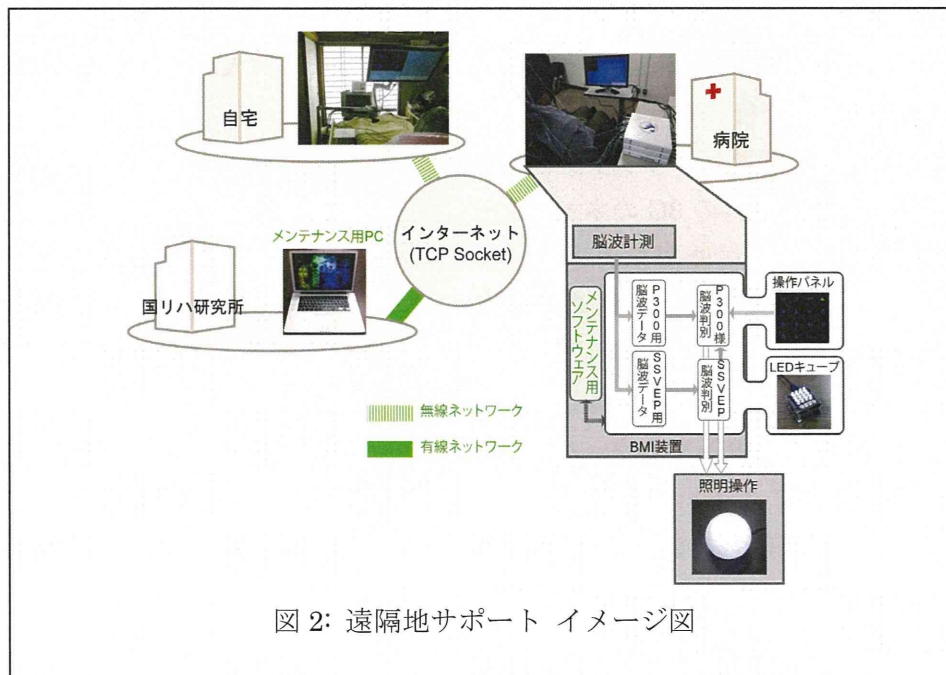 自宅
病院
メンテナンス用PC
インターネット
(TCP Socket)
国リハ研究所
脳波計測
メンテナンス用
ソフトウェア
P300用
脳波データ
P300様
脳波判別
SSVEP用
脳波データ
SSVEP
脳波判別
操作パネル
LEDキューブ
BMI装置
無線ネットワーク
有線ネットワーク
照明操作
図 2: 遠隔地サポート イメージ図